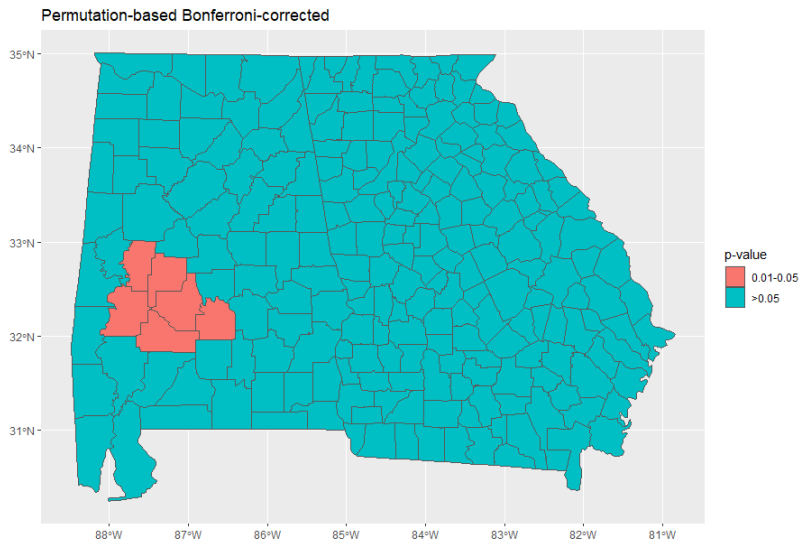 Permutation-based Bonferroni-corrected
35°N
34°N
33°N
32°N
31°N
88°W
87°W
86°W
85°W
84°W
83°W
82°W
81°W
p-value
0.01-0.05
>0.05